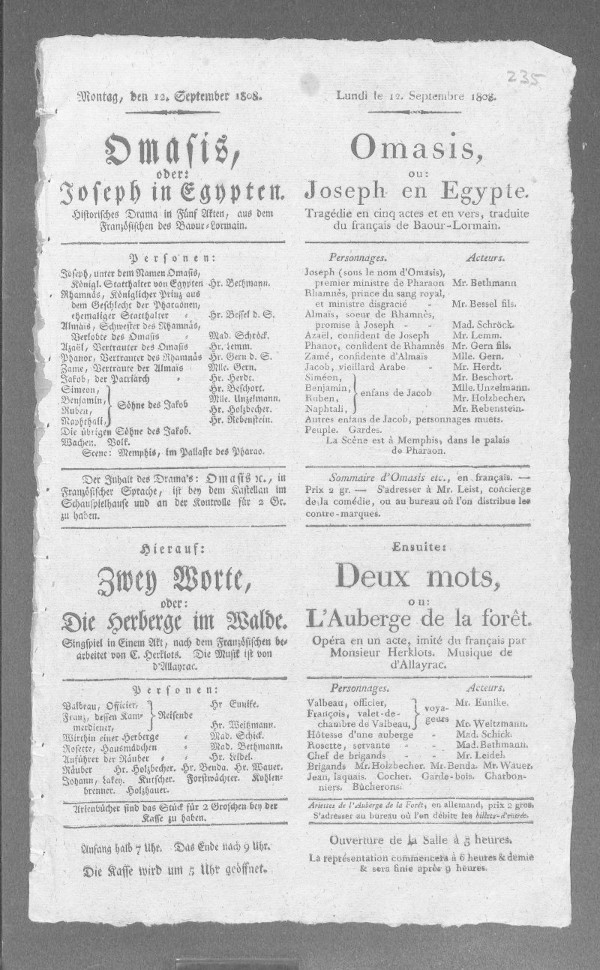 235
Montag, den 12. September 1808.
Omasis,
oder:
Joseph in Egypten.
Historisches Drama in Fünf Akten, aus dem
Französischen des Baour-Lormain.
Personen:
Joseph, unter dem Namen Omasis,
Königl. Statthalter von Egypten Hr. Bethmann.
Rhamnès, Königlicher Prinz aus
dem Geschlecht der Pharaonen,
ehemaliger Statthalter " Hr. Bessel d. S.
Almais, Schwester des Rhamnès,
Verlobte des Omasis " Mad. Schröck.
Azaël, Vertrauter des Omasis Hr. Lemm.
Phanor, Vertrauter des Rhamnès Hr. Gern d. S.
Zame, Vertraute der Almais Mlle. Gern.
Jakob, der Patriarch " Hr. Herdt.
Simeon, Hr. Beschort.
Benjamin, Söhne des Jakob Mlle. Unzelmann.
Ruben, Hr. Holzbecher.
Naphthali, Hr. Rebenstein.
Die übrigen Söhne des Jakob.
Wachen. Volk.
Scene: Memphis, im Pallaste des Pharao.
Der Inhalt des Drama's: Omasis ꝛc., in
Französischer Sprache, ist bey dem Kastellan im
Schauspielhause und an der Kontrolle für 2 Gr.
zu haben.
Hierauf:
Zwey Worte,
oder:
Die Herberge im Walde.
Singspiel in Einem Akt, nach dem Französischen be-
arbeitet von C. Herklots. Die Musik ist von
d'Allayrac.
Personen:
Valbeau, Officier, Hr Eunike.
Franz, dessen Kam- Reisende
merdiener, Hr. Weitzmann.
Wirthin einer Herberge " Mad. Schick.
Rosette, Hausmädchen " Mad. Bethmann.
Anführer der Räuber " Hr. Leidel.
Räuber Hr. Holzbecher. Hr. Benda. Hr. Wauer.
Johann, Lakey. Kutscher. Forstwächter. Kohlen-
brenner. Holzhauer.
Arienbücher sind das Stück für 2 Groschen bey der
Kasse zu haben.
Anfang halb 7 Uhr. Das Ende nach 9 Uhr.
Die Kasse wird um 5 Uhr geöffnet.
Lundi le 12. Septembre 1808.
Omasis,
ou:
Joseph en Egypte.
Tragédie en cinq actes et en vers, traduite
du français de Baour-Lormain.
Personnages. Acteurs.
Joseph (sous le nom d'Omasis),
premier ministre de Pharaon Mr. Bethmann
Rhamnès, prince du sang royal,
et ministre disgracié - Mr. Bessel fils.
Almais, soeur de Rhamnès,
promise à Joseph - - Mad. Schröck.
Azaël, confident de Joseph Mr. Lemm.
Phanor, confident de Rhamnès Mr. Gern fils.
Zamé, confidente d'Almais Mlle. Gern.
Jacob, vieillard Arabe - Mr. Herdt.
Siméon, Mr. Beschort.
Benjamin, enfans de Jacob Mlle. Unzelmann.
Ruben, Mr. Holzbecher.
Naphtali, Mr. Rebenstein.
Autres enfans de Jacob, personnages muets.
Peuple. Gardes.
La Scène est à Memphis, dans le palais
de Pharaon.
Sommaire d'Omasis etc., en français. —
Prix 2 gr. — S'adresser à Mr. Leist, concierge
de la comédie, ou au bureau où l'on distribue les
contre-marques.
Ensuite:
Deux mots,
ou:
L'Auberge de la forêt.
Opéra en un acte, imité du français par
Monsieur Herklots. Musique de
d'Allayrac.
Personnages. Acteurs.
Valbeau, officier, Mr. Eunike.
François, valet-de- voya-
chambre de Valbeau, geurs Mr. Weitzmann.
Hôtesse d'une auberge - Mad. Schick.
Rosette, servante - - Mad. Bethmann.
Chef de brigands - - Mr. Leidel.
Brigands Mr. Holzbecher. Mr. Benda. Mr. Wauer.
Jean, laquais. Cocher. Garde-bois. Charbon-
niers. Bûcherons.
Ariettes de l'Auberge de la Forêt, en allemand, prix 2 gros.
S'adresser au bureau où l'on débite les billets-d'entrée.
Ouverture de la Salle à 5 heures.
La représentation commencera à 6 heures & demie
& sera finie après 9 heures.